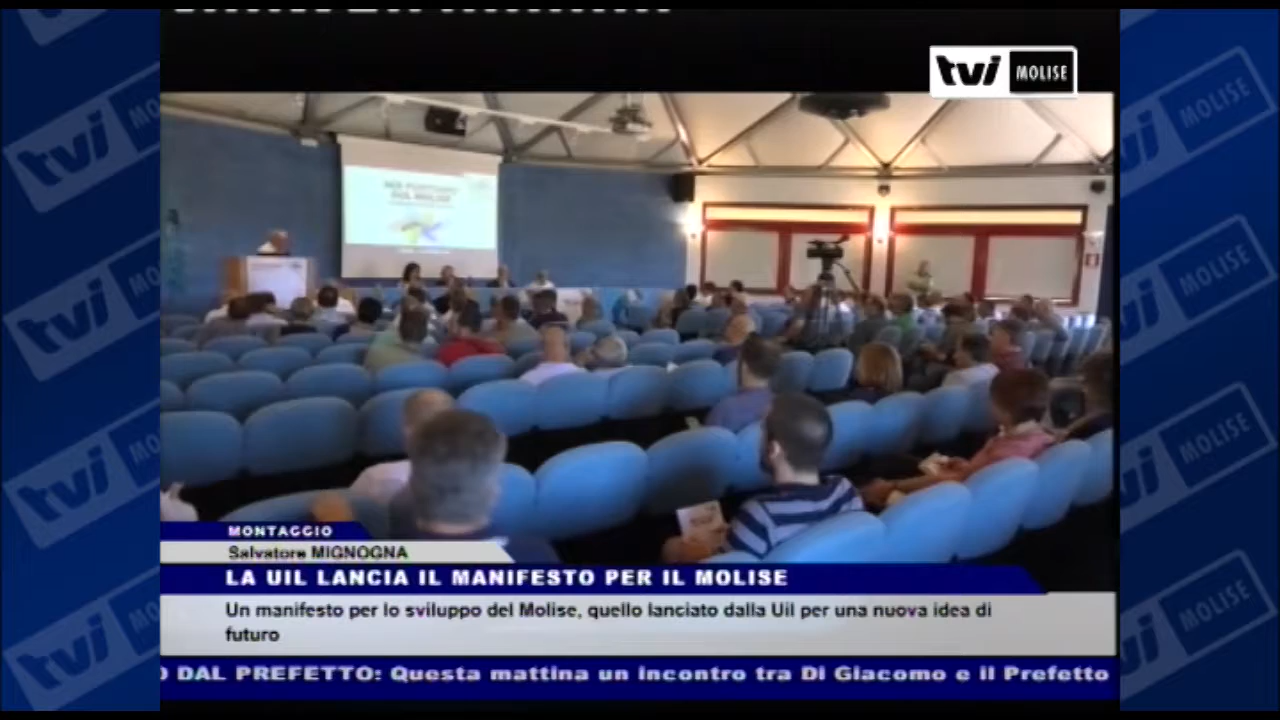 tvi MOLISE
MONTAGGIO
Salvatore MIGNOGNA
LA UIL LANCIA IL MANIFESTO PER IL MOLISE
Un manifesto per lo sviluppo del Molise, quello lanciato dalla Uil per una nuova idea di
futuro
O DAL PREFETTO: Questa mattina un incontro tra Di Giacomo e il Prefetto